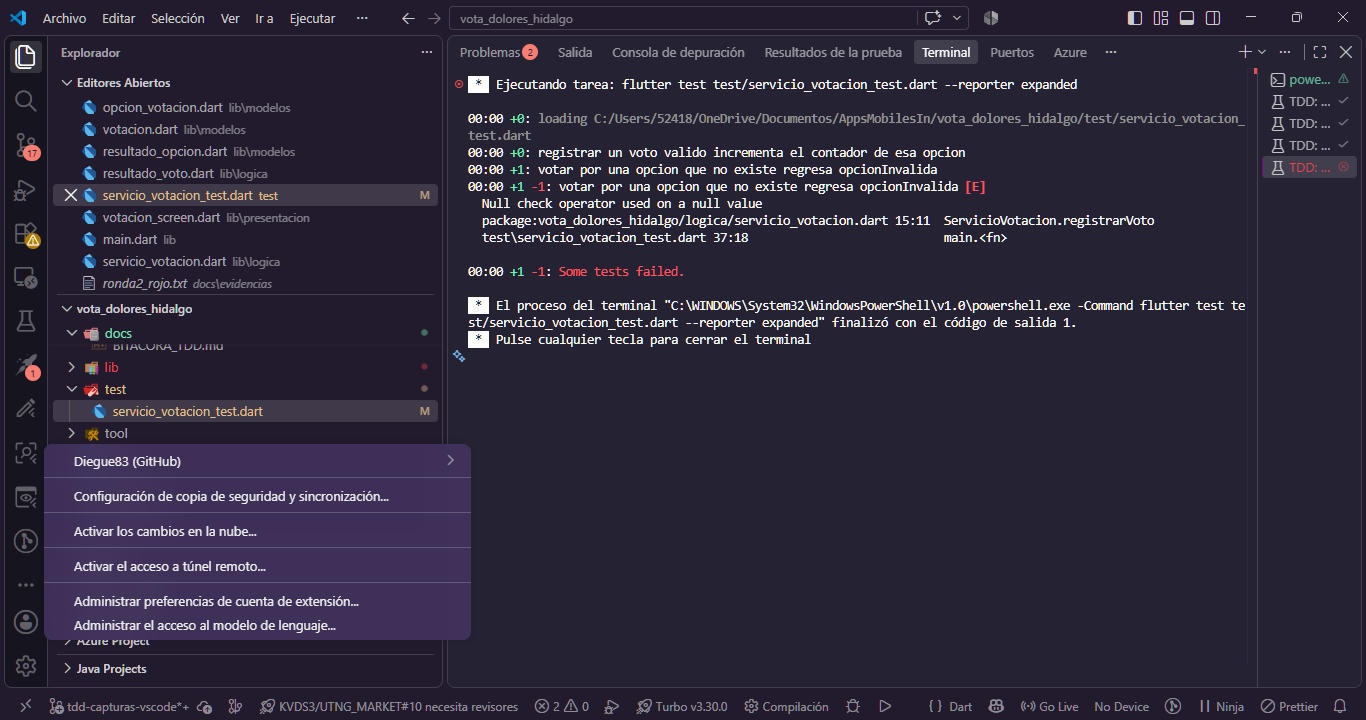 Archivo Editar Selección Ver Ir a Ejecutar ··· vota_dolores_hidalgo
Explorador ···
Editores Abiertos
opcion_votacion.dart lib\modelos
votacion.dart lib\modelos
resultado_opcion.dart lib\modelos
resultado_voto.dart lib\logica
servicio_votacion_test.dart test M
votacion_screen.dart lib\presentacion
main.dart lib
servicio_votacion.dart lib\logica
ronda2_rojo.txt docs\evidencias
vota_dolores_hidalgo
docs
BITACORA_TDD.md
lib
test
servicio_votacion_test.dart M
tool
17
1
Diegue83 (GitHub)
Configuración de copia de seguridad y sincronización...
Activar los cambios en la nube...
Activar el acceso a túnel remoto...
Administrar preferencias de cuenta de extensión...
Administrar el acceso al modelo de lenguaje...
Azure Project
Java Projects
Problemas 2 Salida Consola de depuración Resultados de la prueba Terminal Puertos Azure ···
* Ejecutando tarea: flutter test test/servicio_votacion_test.dart --reporter expanded
00:00 +0: loading C:/Users/52418/OneDrive/Documentos/AppsMobilesIn/vota_dolores_hidalgo/test/servicio_votacion_
test.dart
00:00 +0: registrar un voto valido incrementa el contador de esa opcion
00:00 +1: votar por una opcion que no existe regresa opcionInvalida
00:00 +1 -1: votar por una opcion que no existe regresa opcionInvalida [E]
Null check operator used on a null value
package:vota_dolores_hidalgo/logica/servicio_votacion.dart 15:11 ServicioVotacion.registrarVoto
test\servicio_votacion_test.dart 37:18 main.<fn>
00:00 +1 -1: Some tests failed.
* El proceso del terminal "C:\WINDOWS\System32\WindowsPowerShell\v1.0\powershell.exe -Command flutter test te
st/servicio_votacion_test.dart --reporter expanded" finalizó con el código de salida 1.
* Pulse cualquier tecla para cerrar el terminal
powe...
TDD: ...
TDD: ...
TDD: ...
TDD: ...
tdd-capturas-vscode*+ KVDS3/UTNG_MARKET#10 necesita revisores 2 0 Turbo v3.30.0 Compilación { } Dart Go Live No Device Ninja Prettier